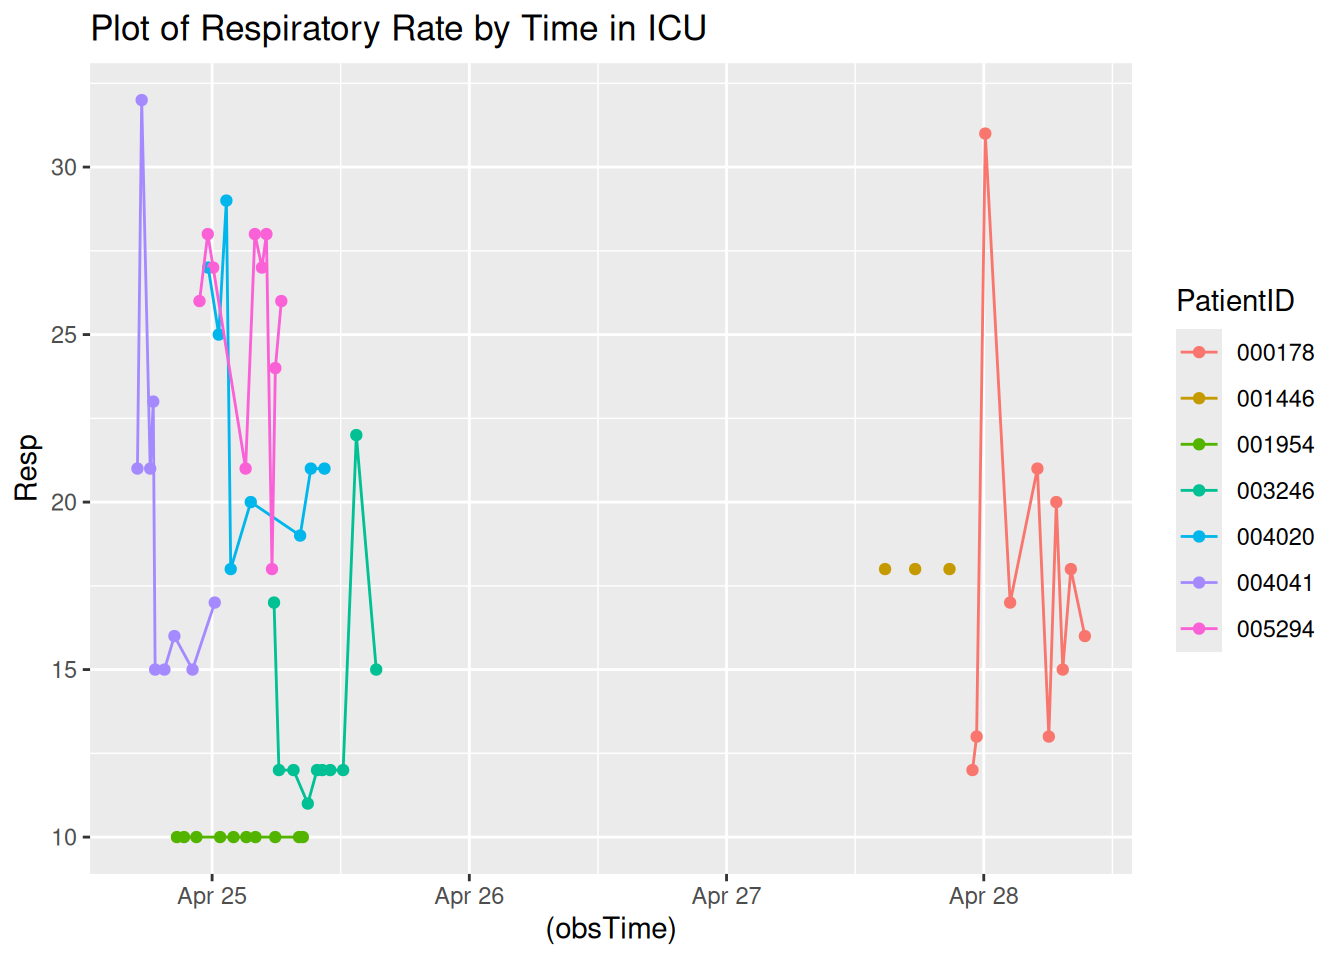 Plot of Respiratory Rate by Time in ICU
Resp
30
25
20
15
10
Apr 25
Apr 26
Apr 27
Apr 28
(obsTime)
PatientID
000178
001446
001954
003246
004020
004041
005294